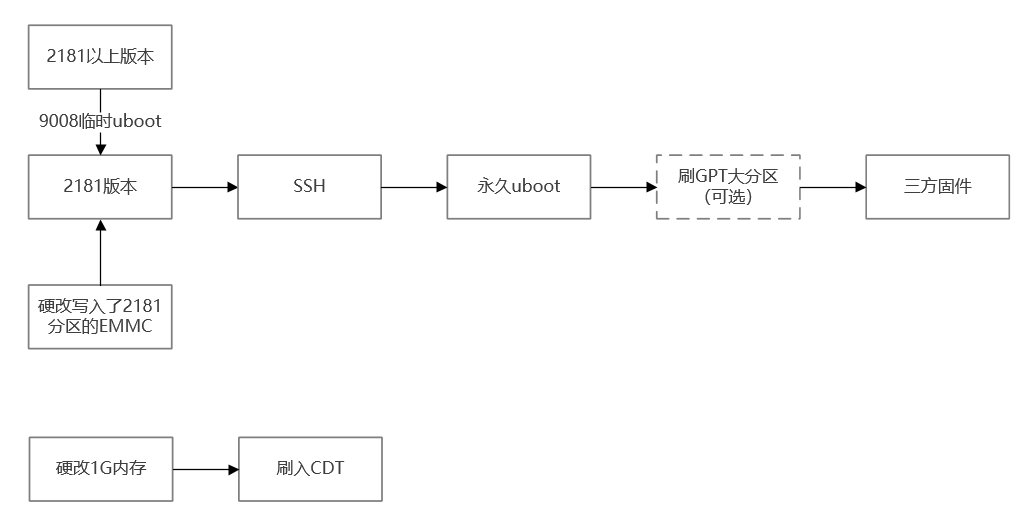 2181以上版本
9008临时uboot
2181版本
SSH
永久uboot
刷GPT大分区
（可选）
三方固件
硬改写入了2181
分区的EMMC
硬改1G内存
刷入CDT